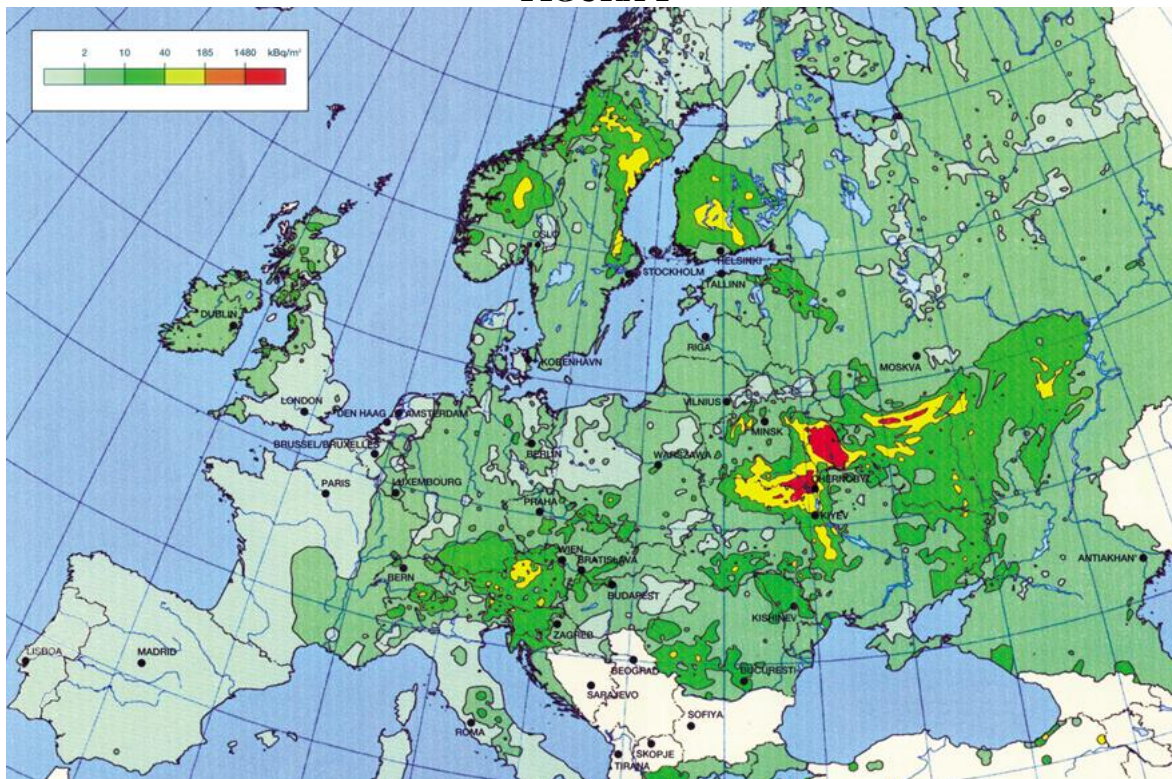 2 10 40 185 1480 kBq/m²
OSLO
HELSINKI
STOCKHOLM
TALLINN
DUBLIN
RIGA
MOSKVA
KOBENHAVN
LONDON
DEN HAAG
AMSTERDAM
VILNIUS
MINSK
BRUSSEL/BRUXELLES
BERLIN
WARSZAWA
CHERNOBYL
PARIS
LUXEMBOURG
PRAHA
KIYEV
WIEN
BRATISLAVA
ANTIAKHAN'
BERN
BUDAPEST
KISHINEV
ZAGREB
LISBOA
MADRID
BEOGRAD
BUCURESTI
SARAJEVO
ROMA
SOFIYA
SKOPJE
TIRANA